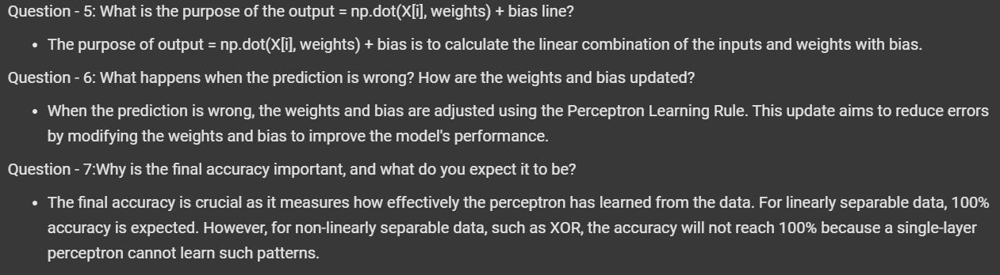 Question - 5: What is the purpose of the output = np.dot(X[i], weights) + bias line?
• The purpose of output = np.dot(X[i], weights) + bias is to calculate the linear combination of the inputs and weights with bias.
Question - 6: What happens when the prediction is wrong? How are the weights and bias updated?
• When the prediction is wrong, the weights and bias are adjusted using the Perceptron Learning Rule. This update aims to reduce errors
by modifying the weights and bias to improve the model's performance.
Question - 7:Why is the final accuracy important, and what do you expect it to be?
• The final accuracy is crucial as it measures how effectively the perceptron has learned from the data. For linearly separable data, 100%
accuracy is expected. However, for non-linearly separable data, such as XOR, the accuracy will not reach 100% because a single-layer
perceptron cannot learn such patterns.